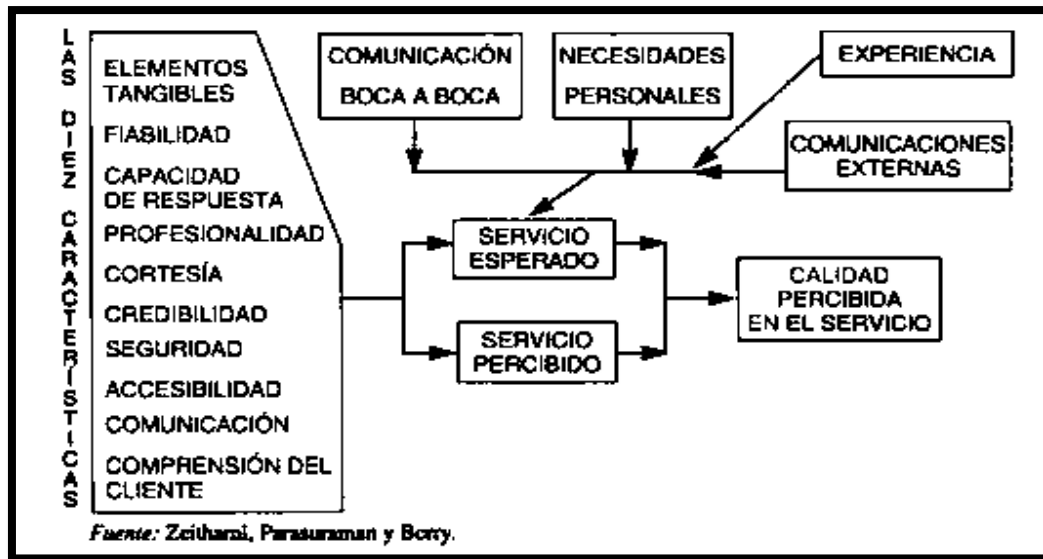 LAS DIEZ CARACTERISTICAS
ELEMENTOS
TANGIBLES
FIABILIDAD
CAPACIDAD
DE RESPUESTA
PROFESIONALIDAD
CORTESÍA
CREDIBILIDAD
SEGURIDAD
ACCESIBILIDAD
COMUNICACIÓN
COMPRENSIÓN DEL
CLIENTE
COMUNICACIÓN
BOCA A BOCA
NECESIDADES
PERSONALES
EXPERIENCIA
COMUNICACIONES
EXTERNAS
SERVICIO
ESPERADO
SERVICIO
PERCIBIDO
CALIDAD
PERCIBIDA
EN EL SERVICIO
Fuente: Zeithaml, Parasuraman y Berry.